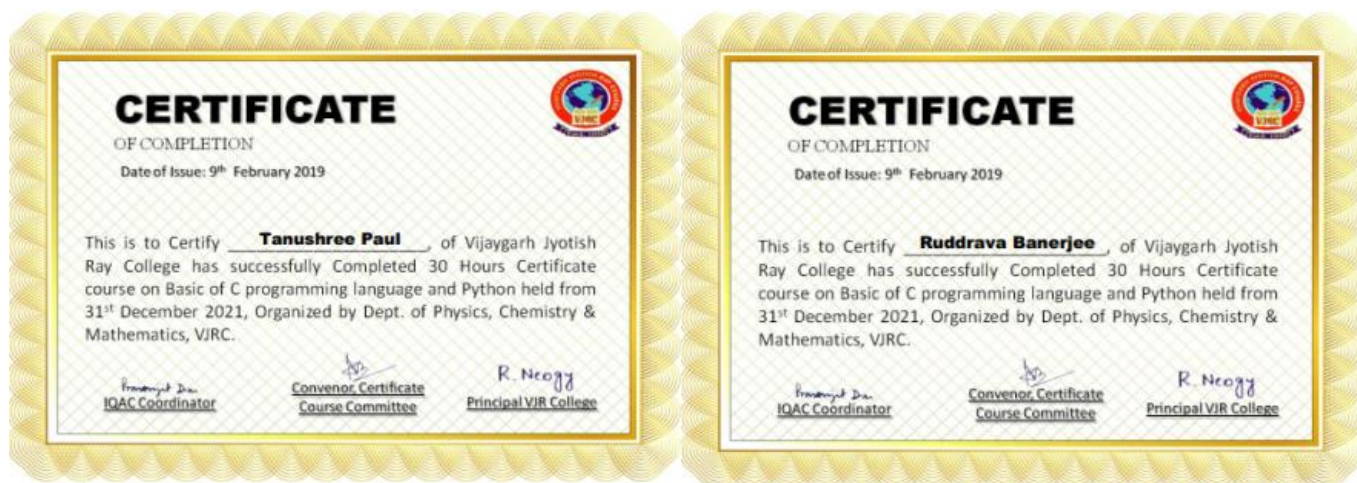 CERTIFICATE
OF COMPLETION
Date of Issue: 9th February 2019
This is to Certify Tanushree Paul, of Vijaygarh Jyotish
Ray College has successfully Completed 30 Hours Certificate
course on Basic of C programming language and Python held from
31st December 2021, Organized by Dept. of Physics, Chemistry &
Mathematics, VJRC.
IQAC Coordinator
Convenor, Certificate
Course Committee
R. Neogy
Principal VJR College
VJRC
CERTIFICATE
OF COMPLETION
Date of Issue: 9th February 2019
This is to Certify Ruddrava Banerjee, of Vijaygarh Jyotish
Ray College has successfully Completed 30 Hours Certificate
course on Basic of C programming language and Python held from
31st December 2021, Organized by Dept. of Physics, Chemistry &
Mathematics, VJRC.
IQAC Coordinator
Convenor, Certificate
Course Committee
R. Neogy
Principal VJR College
VJRC